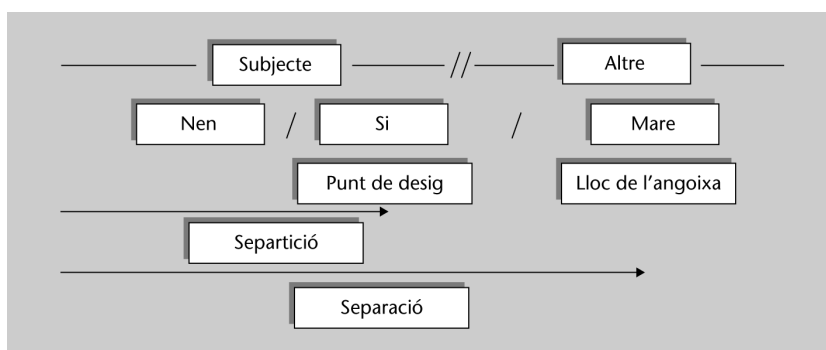 Subjecte // Altre
Nen / Si / Mare
Punt de desig Lloc de l'angoixa
Separtició
Separació